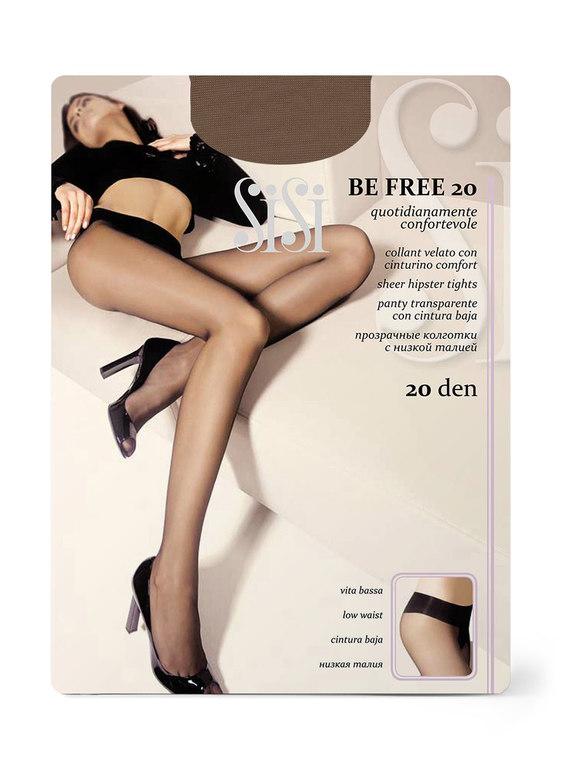 SiSi
BE FREE 20
quotidianamente
confortevole
collant velato con
cinturino comfort
sheer hipster tights
panty transparente
con cintura baja
прозрачные колготки
с низкой талией
20 den
vita bassa
low waist
cintura baja
низкая талия
Si